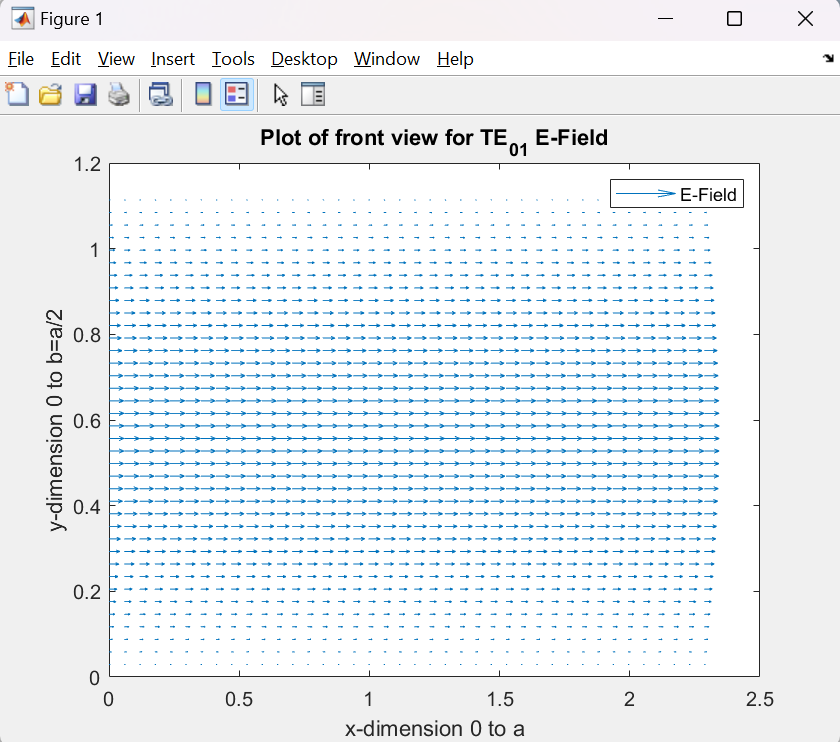 Figure 1
File Edit View Insert Tools Desktop Window Help
Plot of front view for TE01 E-Field
E-Field
1.2
1
0.8
0.6
0.4
0.2
0
y-dimension 0 to b=a/2
0 0.5 1 1.5 2 2.5
x-dimension 0 to a